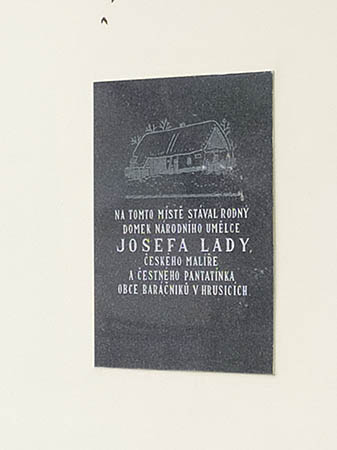 NA TOMTO MÍSTĚ STÁVAL RODNÝ
DOMEK NÁRODNÍHO UMĚLCE
JOSEFA LADY,
ČESKÉHO MALÍŘE
A ČESTNÉHO PANTATÍNKA
OBCE BARÁČNÍKŮ V HRUSICÍCH.